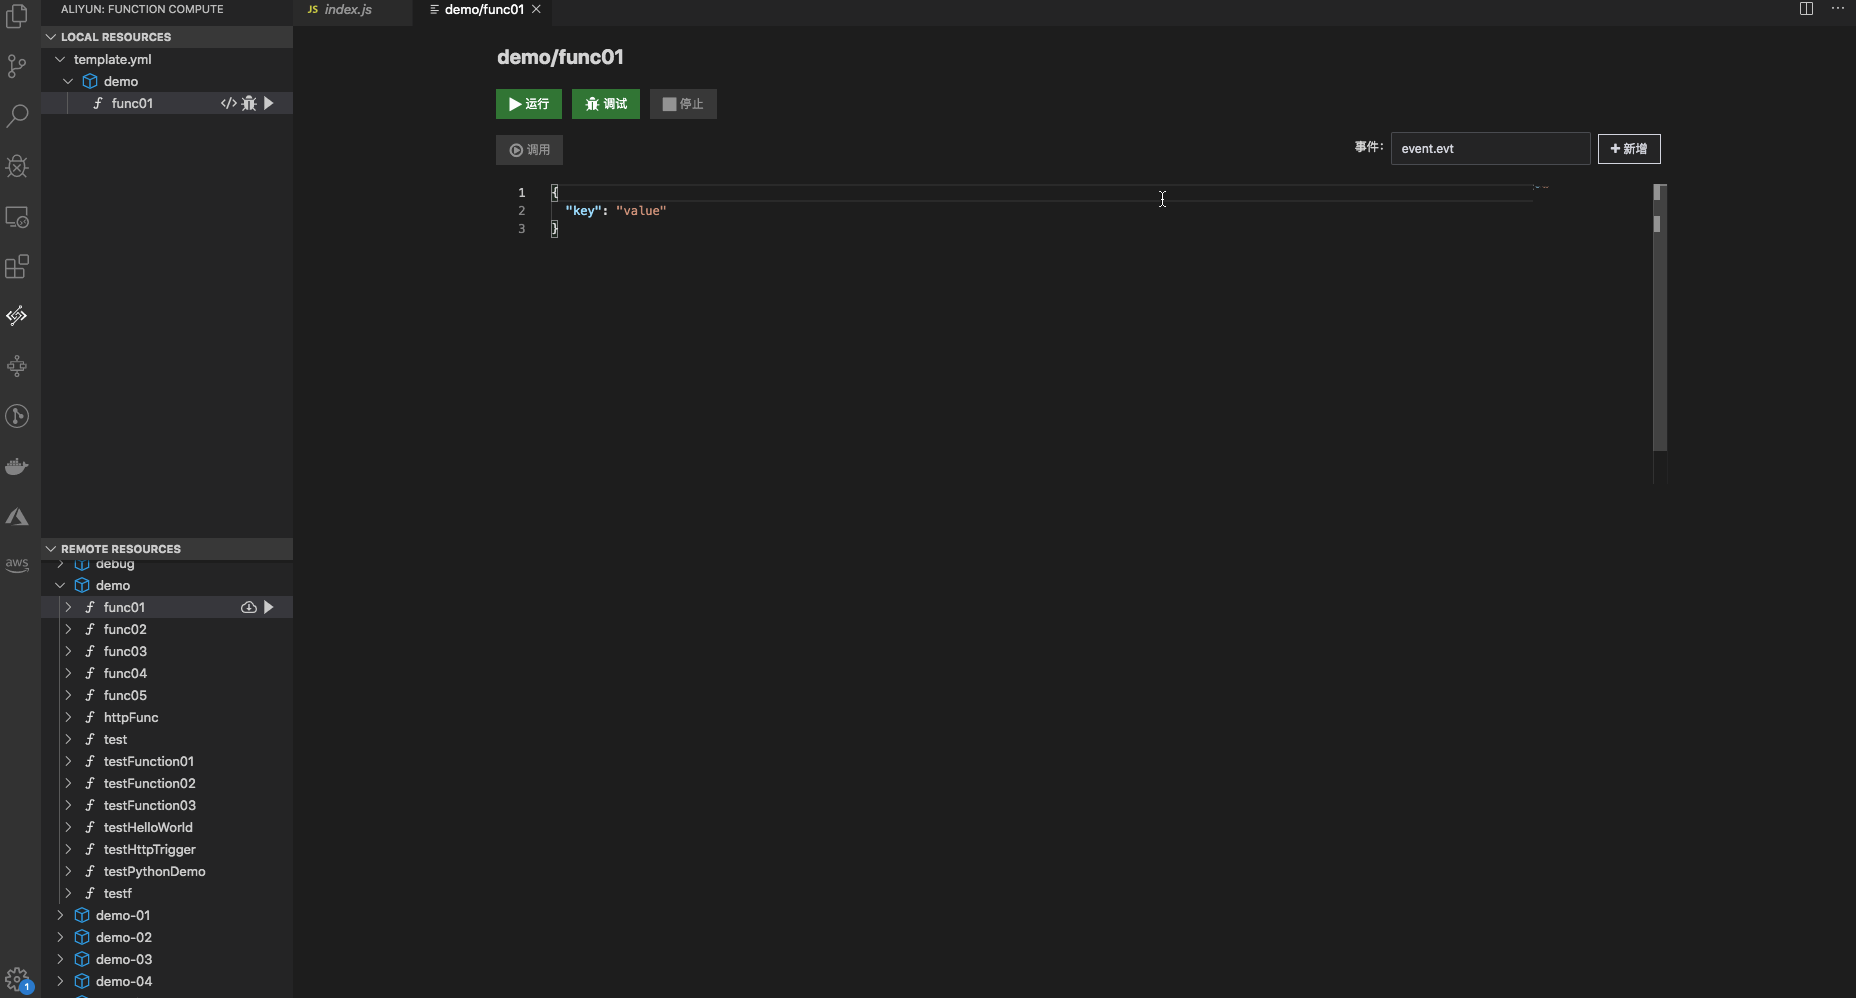 ALIYUN: FUNCTION COMPUTE
LOCAL RESOURCES
template.yml
demo
func01
REMOTE RESOURCES
debug
demo
func01
func02
func03
func04
func05
httpFunc
test
testFunction01
testFunction02
testFunction03
testHelloWorld
testHttpTrigger
testPythonDemo
testf
demo-01
demo-02
demo-03
demo-04
aws
1
JS index.js
demo/func01
demo/func01
运行 调试 停止
调用
事件: event.evt + 新增
1 {
2 "key": "value"
3 }